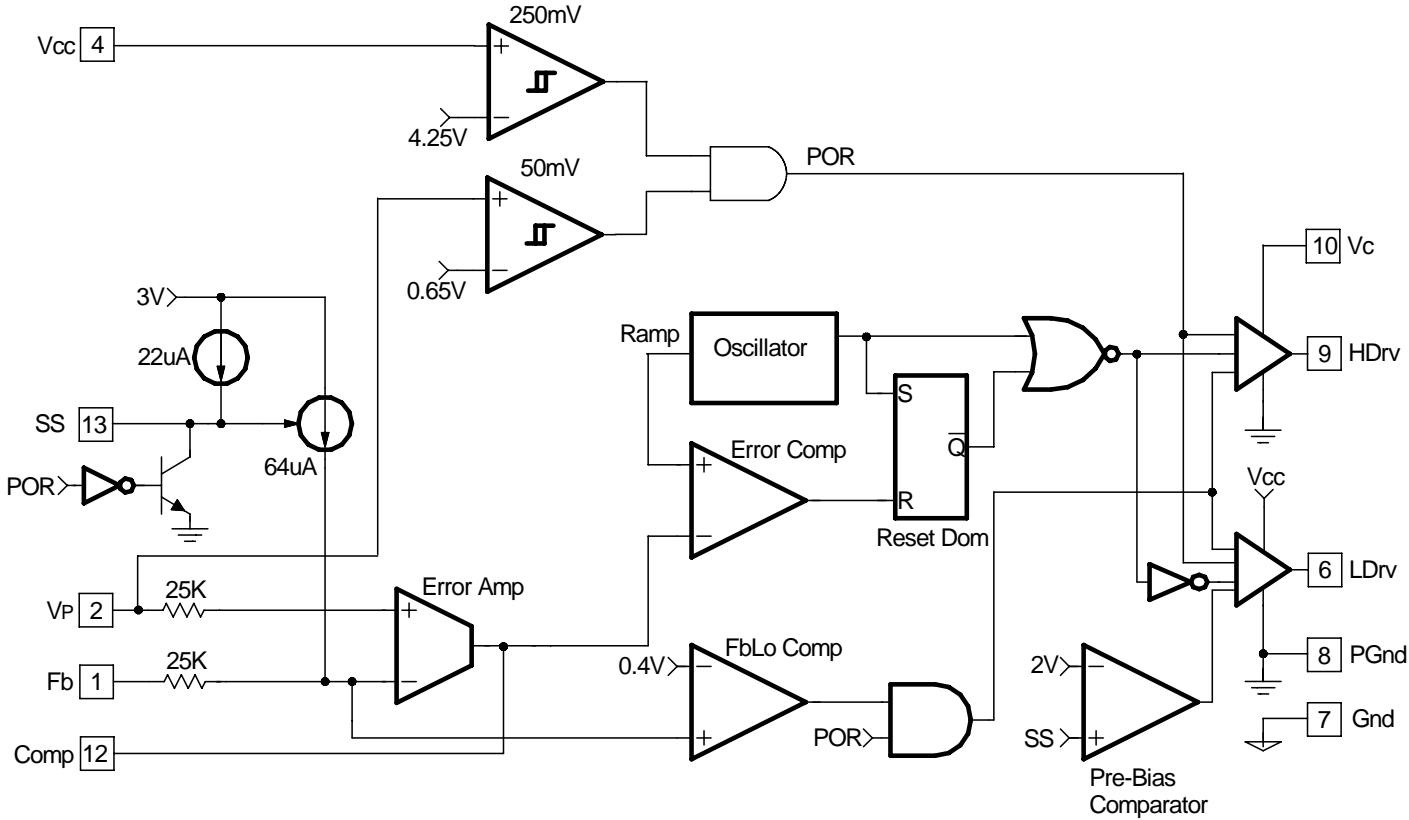 250mV
Vcc 4
+
−
4.25V
50mV
POR
+
−
0.65V
10 Vc
3V
Ramp
Oscillator
22uA
9 HDrv
SS 13
S
Q
R
Reset Dom
Error Comp
+
−
64uA
POR
Vcc
25K
Error Amp
VP 2
+
6 LDrv
25K
Fb 1
−
FbLo Comp
0.4V
−
+
POR
8 PGnd
2V
−
7 Gnd
SS
+
Comp 12
Pre-Bias
Comparator